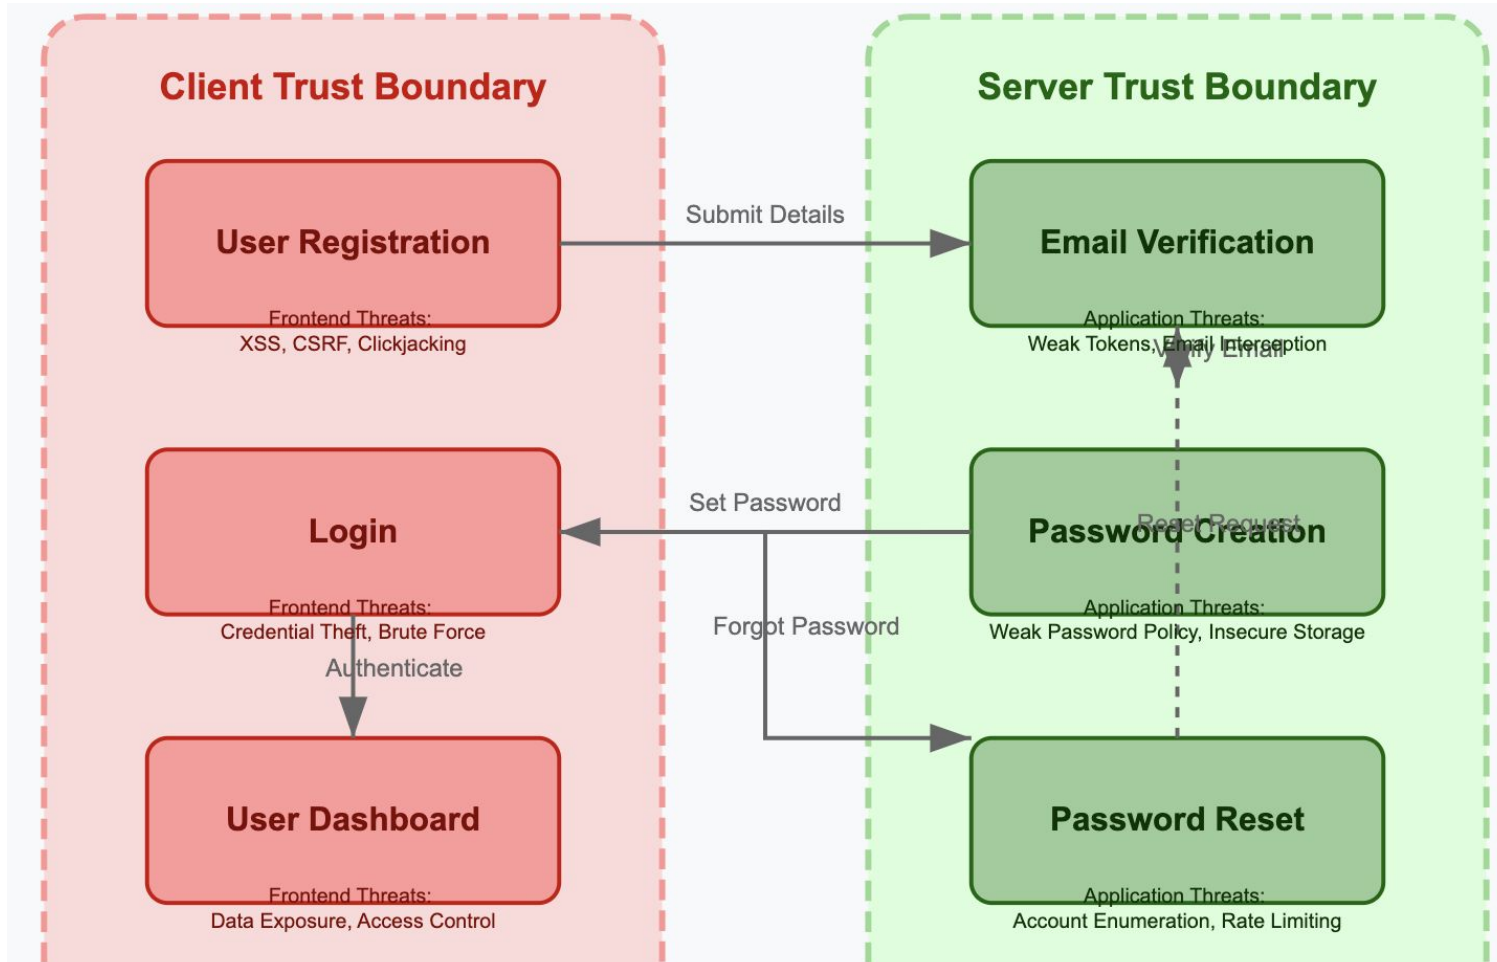 Client Trust Boundary
Server Trust Boundary
User Registration
Submit Details
Email Verification
Frontend Threats:
XSS, CSRF, Clickjacking
Application Threats:
Weak Tokens, Email Interception
Verify Email
Login
Set Password
Password Creation
Reset Request
Frontend Threats:
Credential Theft, Brute Force
Forgot Password
Application Threats:
Weak Password Policy, Insecure Storage
Authenticate
User Dashboard
Password Reset
Frontend Threats:
Data Exposure, Access Control
Application Threats:
Account Enumeration, Rate Limiting